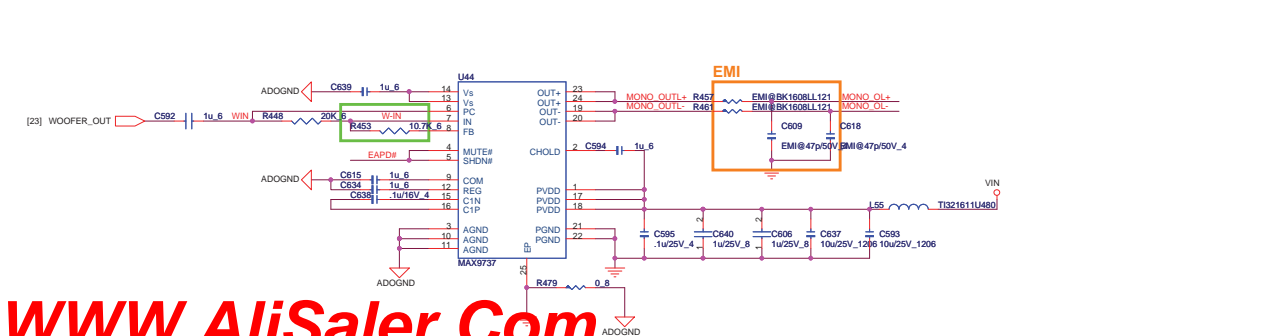 EMI
U44
C639 1u_6
ADOGND
14 Vs
13 Vs
6 PC
7 IN
8 FB
OUT+ 23
OUT+ 24
OUT- 19
OUT- 20
MONO_OUTL+ R457 EMI@BK1608LL121 MONO_OL+
MONO_OUTL- R461 EMI@BK1608LL121 MONO_OL-
[23] WOOFER_OUT C592 1u_6 WIN R448 20K_6
W-IN
R453 10.7K_6
C609
EMI@47p/50V_4
C618
EMI@47p/50V_4
EAPD#
4 MUTE#
5 SHDN#
CHOLD 2 C594 1u_6
ADOGND
C615 1u_6
C634 1u_6
C638 .1u/16V_4
9 COM
12 REG
15 C1N
16 C1P
PVDD 1
PVDD 17
PVDD 18
VIN
L55 TI321611U480
3 AGND
10 AGND
11 AGND
PGND 21
PGND 22
EP
25
2
1
2
1
C595
.1u/25V_4
C640
1u/25V_8
C606
1u/25V_8
C637
10u/25V_1206
C593
10u/25V_1206
MAX9737
ADOGND
R479 0_8
ADOGND
WWW.AliSaler.Com